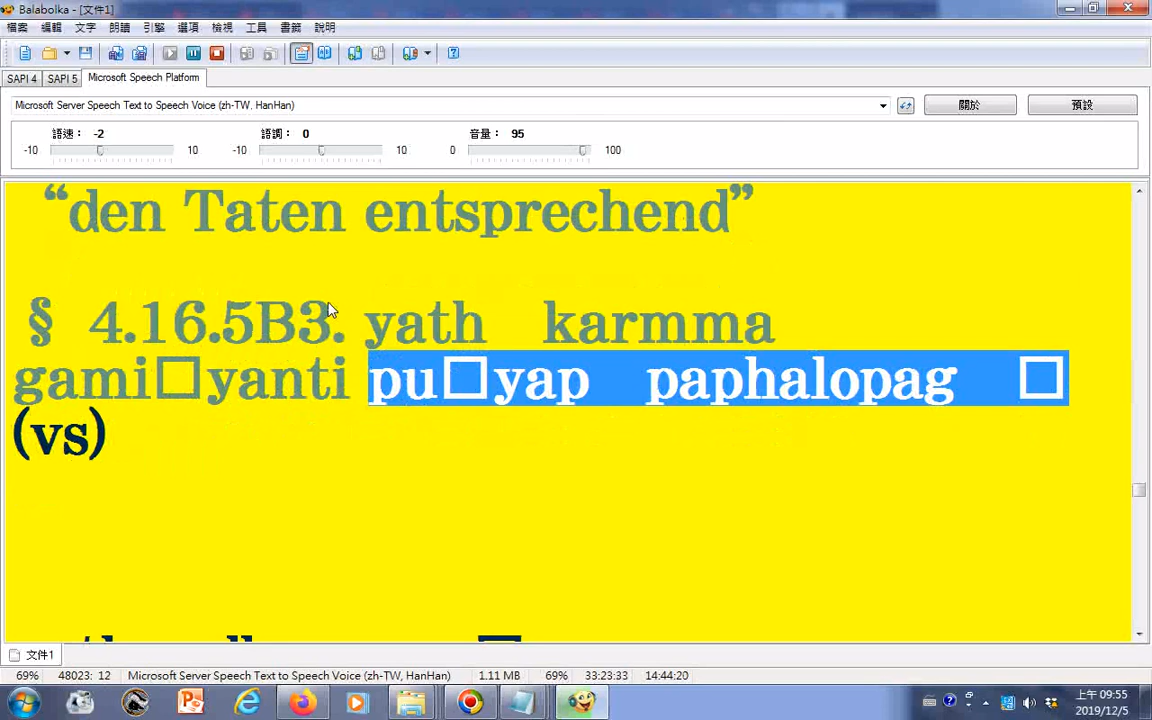 Balabolka - [文件1]
檔案 編輯 文字 朗讀 引擎 選項 檢視 工具 書籤 說明
SAPI 4 SAPI 5 Microsoft Speech Platform
Microsoft Server Speech Text to Speech Voice (zh-TW, HanHan) 關於 預設
語速： -2 語調： 0 音量： 95
-10 10 -10 10 0 100
“den Taten entsprechend”
§ 4.16.5B3. yath karmma
gami□yanti pu□yap paphalopag □
(vs)
文件1
69% 48023: 12 Microsoft Server Speech Text to Speech Voice (zh-TW, HanHan) 1.11 MB 69% 33:23:33 14:44:20
上午 09:55
2019/12/5